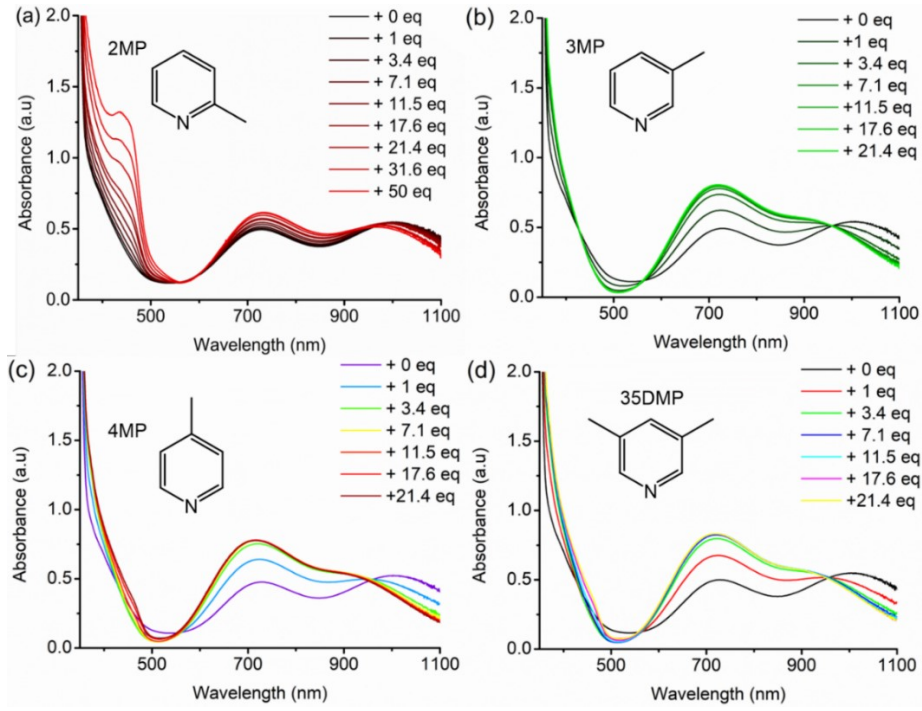 (a)
2MP
N
+ 0 eq
+ 1 eq
+ 3.4 eq
+ 7.1 eq
+ 11.5 eq
+ 17.6 eq
+ 21.4 eq
+ 31.6 eq
+ 50 eq
Absorbance (a.u)
2.0
1.5
1.0
0.5
0.0
500 700 900 1100
Wavelength (nm)
(b)
3MP
N
+ 0 eq
+1 eq
+ 3.4 eq
+ 7.1 eq
+11.5 eq
+ 17.6 eq
+ 21.4 eq
Absorbance (a.u)
2.0
1.5
1.0
0.5
0.0
500 700 900 1100
Wavelength (nm)
(c)
4MP
N
+ 0 eq
+ 1 eq
+ 3.4 eq
+ 7.1 eq
+ 11.5 eq
+ 17.6 eq
+21.4 eq
Absorbance (a.u)
2.0
1.5
1.0
0.5
0.0
500 700 900 1100
Wavelength (nm)
(d)
35DMP
N
+ 0 eq
+ 1 eq
+ 3.4 eq
+ 7.1 eq
+ 11.5 eq
+ 17.6 eq
+21.4 eq
Absorbance (a.u)
2.0
1.5
1.0
0.5
0.0
500 700 900 1100
Wavelength (nm)